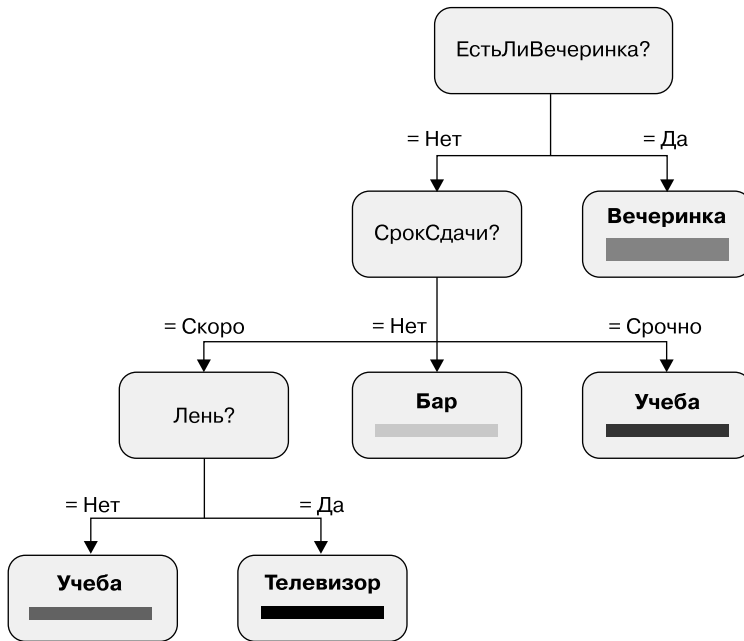 ЕстьЛиВечеринка?
= Нет
= Да
СрокСдачи?
Вечеринка
= Скоро
= Нет
= Срочно
Лень?
Бар
Учеба
= Нет
= Да
Учеба
Телевизор